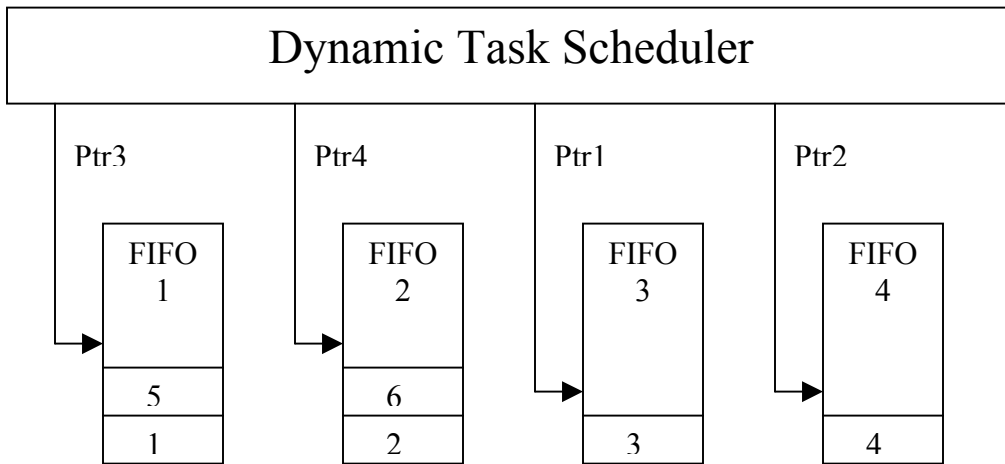 Dynamic Task Scheduler
Ptr3
Ptr4
Ptr1
Ptr2
FIFO
1
FIFO
2
FIFO
3
FIFO
4
5
6
1
2
3
4